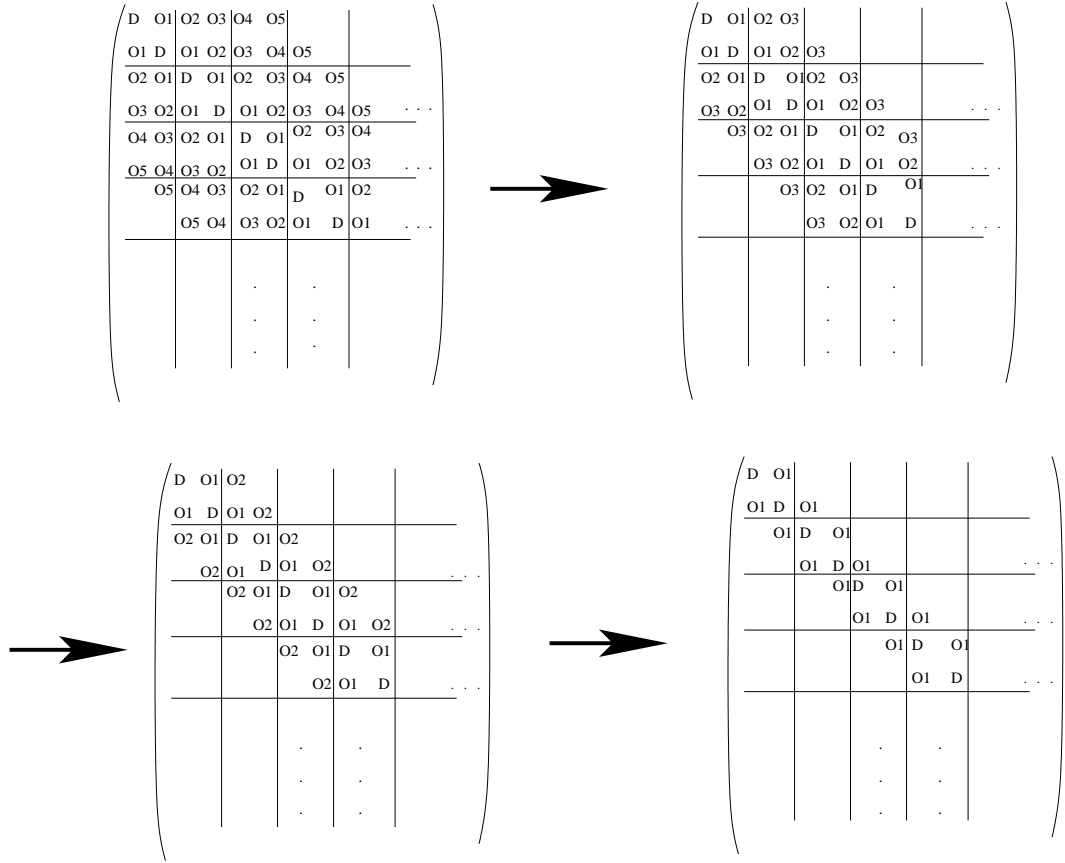 D O1 O2 O3 O4 O5
O1 D O1 O2 O3 O4 O5
O2 O1 D O1 O2 O3 O4 O5
O3 O2 O1 D O1 O2 O3 O4 O5 . . .
O4 O3 O2 O1 D O1 O2 O3 O4
O5 O4 O3 O2 O1 D O1 O2 O3 . . .
O5 O4 O3 O2 O1 D O1 O2
O5 O4 O3 O2 O1 D O1 . . .
D O1 O2 O3
O1 D O1 O2 O3
O2 O1 D O1 O2 O3
O3 O2 O1 D O1 O2 O3 . . .
O3 O2 O1 D O1 O2 O3
O3 O2 O1 D O1 O2 . . .
O3 O2 O1 D O1
O3 O2 O1 D . . .
D O1 O2
O1 D O1 O2
O2 O1 D O1 O2
O2 O1 D O1 O2 . . .
O2 O1 D O1 O2
O2 O1 D O1 O2 . . .
O2 O1 D O1
O2 O1 D . . .
D O1
O1 D O1
O1 D O1
O1 D O1 . . .
O1 D O1
O1 D O1 . . .
O1 D O1
O1 D . . .